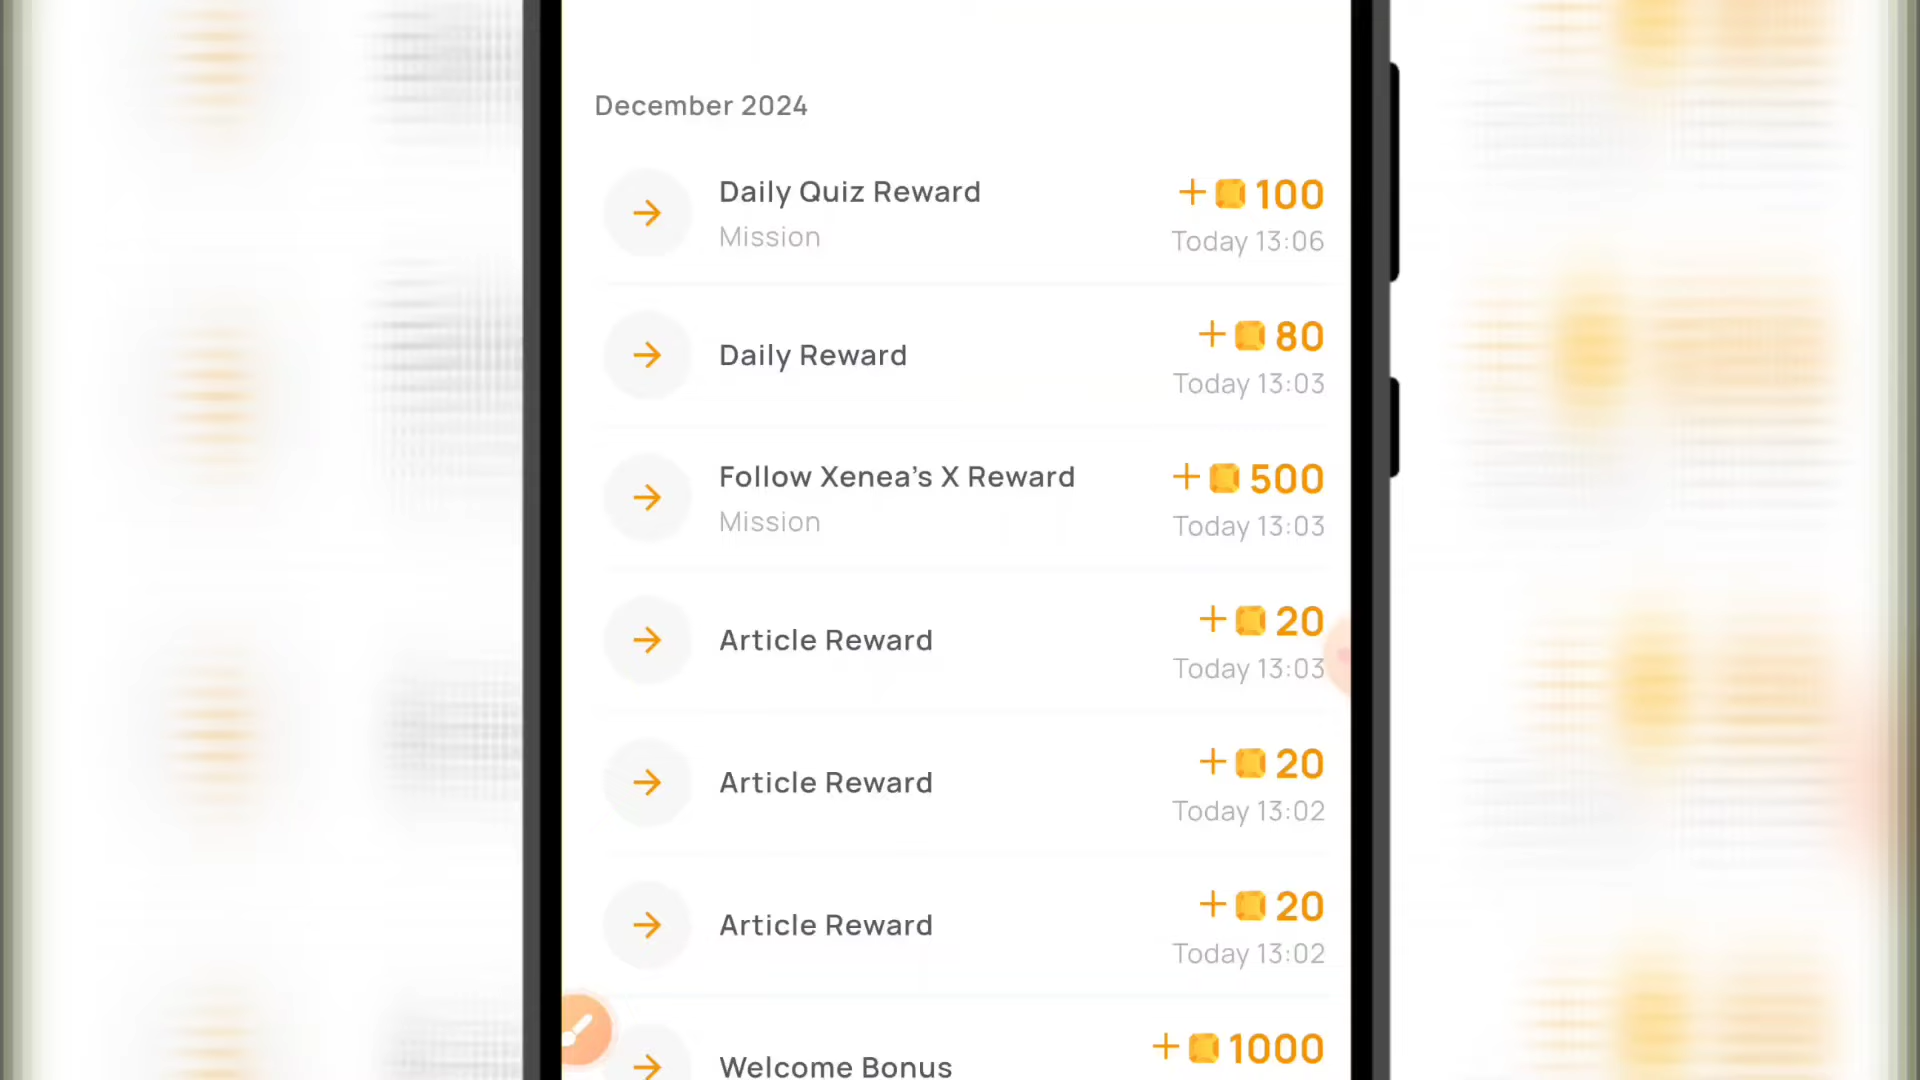 December 2024
Daily Quiz Reward
+ 100
Mission
Today 13:06
+ 80
Daily Reward
Today 13:03
Follow Xenea’s X Reward
+ 500
Mission
Today 13:03
+ 20
Article Reward
Today 13:03
+ 20
Article Reward
Today 13:02
+ 20
Article Reward
Today 13:02
+ 1000
Welcome Bonus